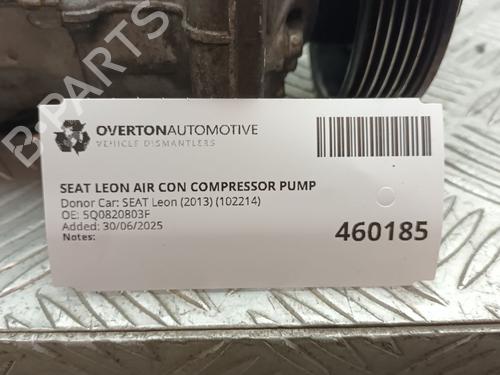 B-PARTS
OVERTONAUTOMOTIVE
VEHICLE DISMANTLERS
SEAT LEON AIR CON COMPRESSOR PUMP
Donor Car: SEAT Leon (2013) (102214)
OE: 5Q0820803F
Added: 30/06/2025
Notes:
460185